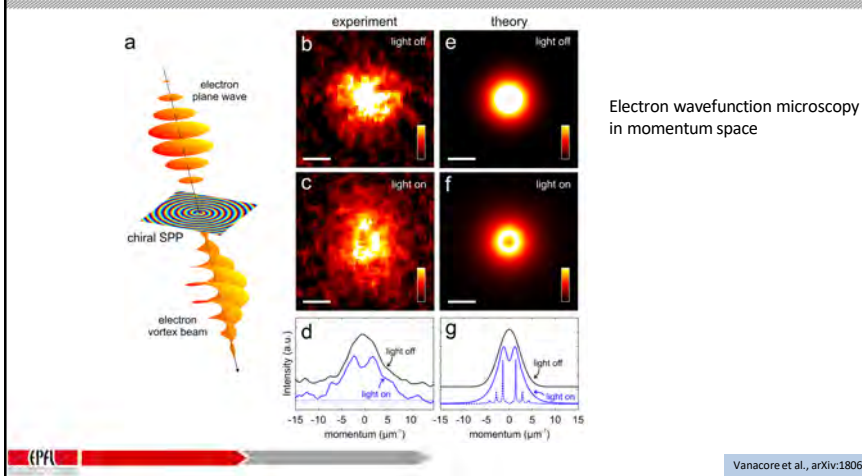 experiment
theory
a
electron
plane wave
chiral SPP
electron
vortex beam
b
light off
e
light off
c
light on
f
light on
d
Intensity (a.u.)
light off
light on
-15 -10 -5 0 5 10
momentum (µm⁻¹)
g
light off
light on
-15 -10 -5 0 5 10 15
momentum (µm⁻¹)
Electron wavefunction microscopy
in momentum space
EPFL
Vanacore et al., arXiv:1806